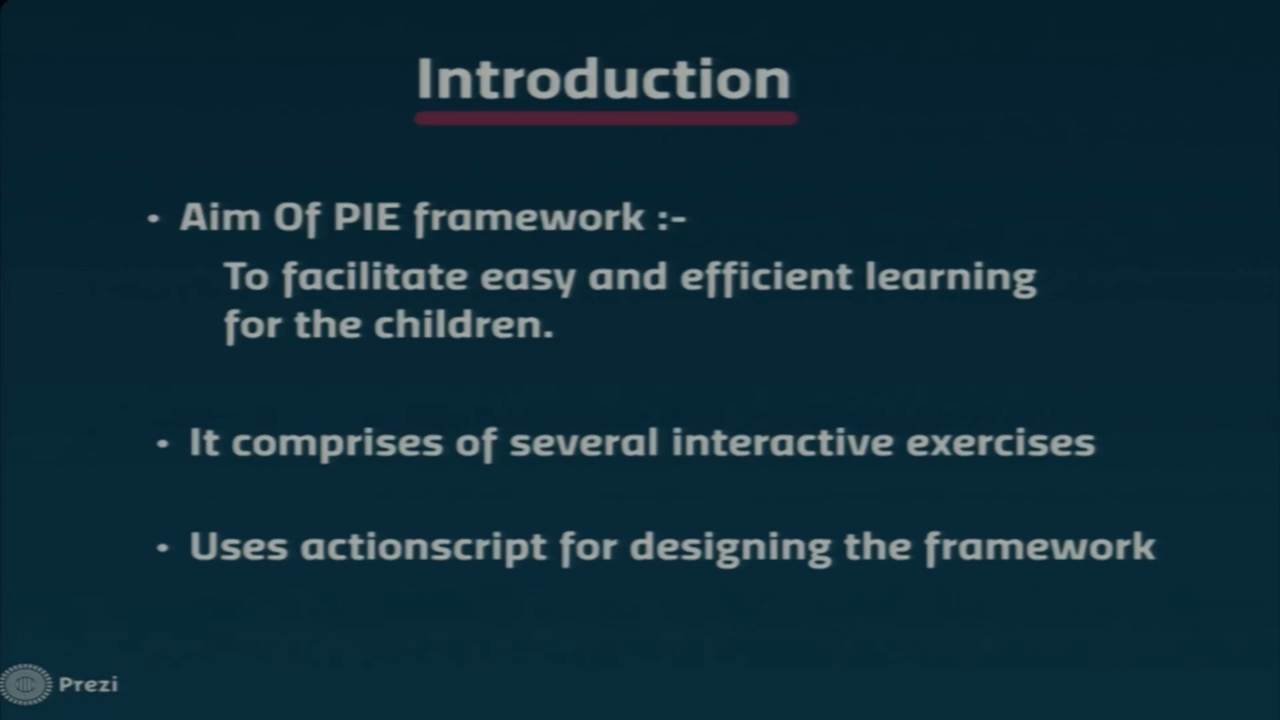 Introduction
• Aim Of PIE framework :-
To facilitate easy and efficient learning
for the children.
• It comprises of several interactive exercises
• Uses actionscript for designing the framework
Prezi